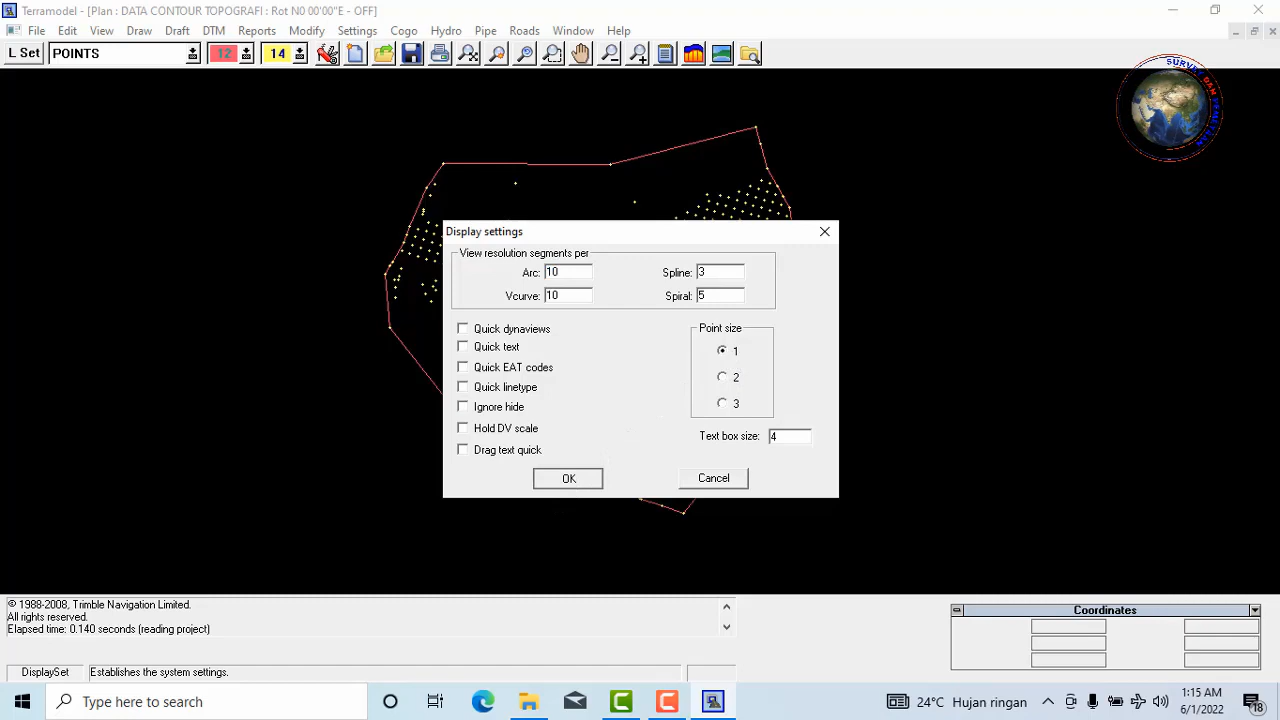 Terramodel - [Plan : DATA CONTOUR TOPOGRAFI : Rot N0 00'00"E - OFF]
File Edit View Draw Draft DTM Reports Modify Settings Cogo Hydro Pipe Roads Window Help
L Set POINTS 12 14
SURVEY DAN PEMETAAN
Display settings
View resolution segments per
Arc: 10 Spline: 3
Vcurve: 10 Spiral: 5
Quick dynaviews
Quick text
Quick EAT codes
Quick linetype
Ignore hide
Hold DV scale
Drag text quick
Point size
1
2
3
Text box size: 4
OK Cancel
© 1988-2008, Trimble Navigation Limited.
All rights reserved.
Elapsed time: 0.140 seconds (reading project)
Coordinates
DisplaySet Establishes the system settings.
Type here to search
24°C Hujan ringan
1:15 AM
6/1/2022
18